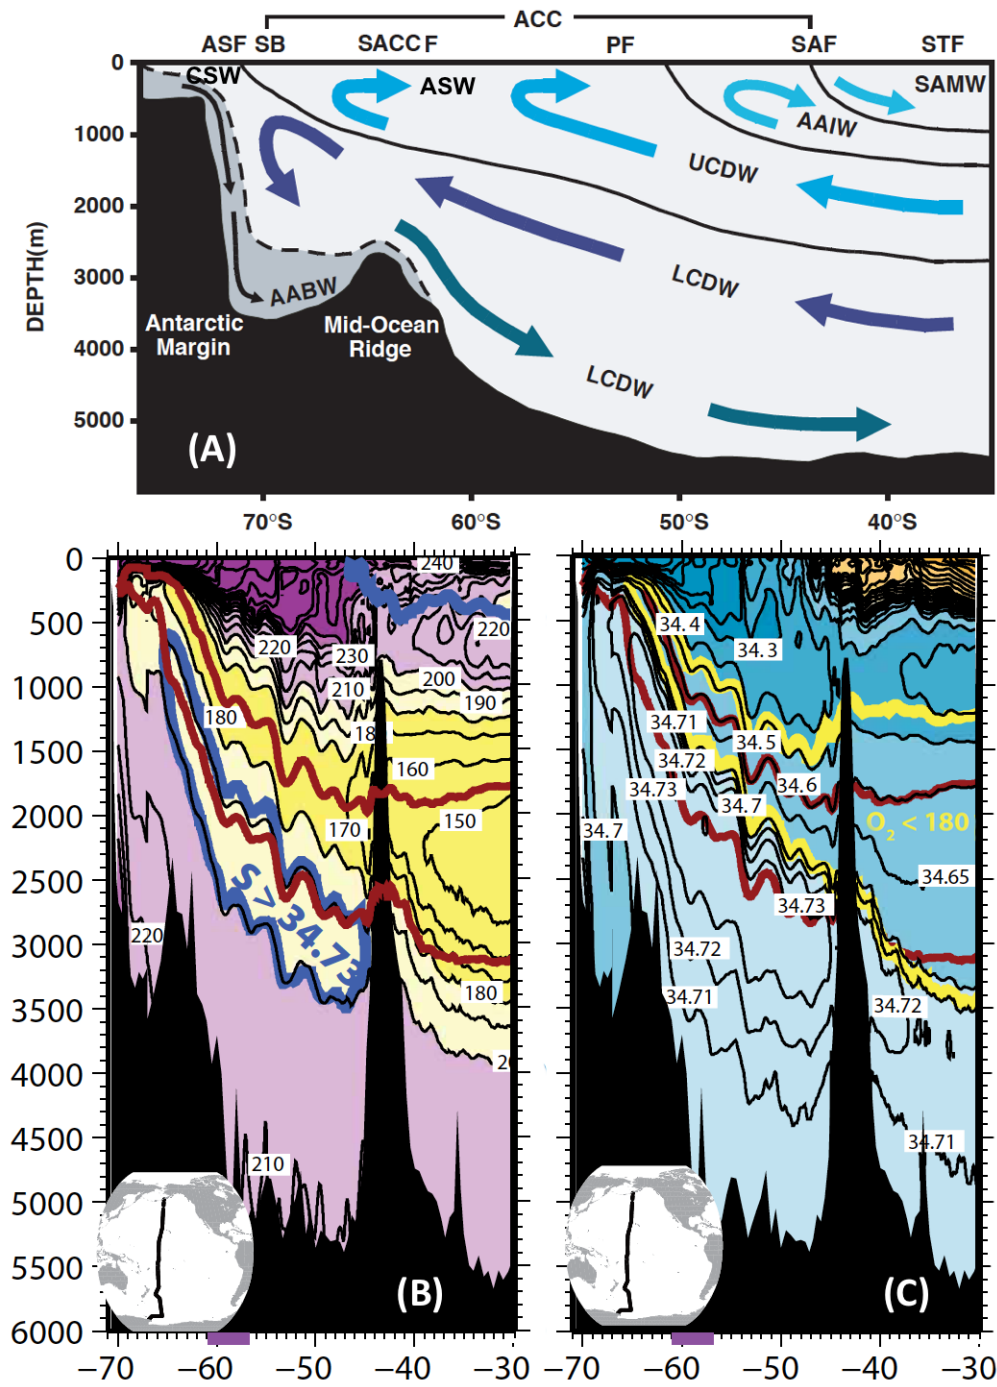 ACC
ASF SB SACC F PF SAF STF
0
CSW ASW SAMW
AAIW
1000
UCDW
2000
LCDW
3000
AABW
Antarctic
Margin
Mid-Ocean
Ridge
4000
LCDW
5000
DEPTH(m)
(A)
70°S 60°S 50°S 40°S
0
500
1000
1500
2000
2500
3000
3500
4000
4500
5000
5500
6000
240
220
220
230
210
200
190
180
18
160
150
170
S > 34.73
220
180
20
210
(B)
−70 −60 −50 −40 −30
34.4
34.3
34.71
34.5
34.72
34.6
34.73
34.7
34.7
O2 < 180
34.65
34.73
34.72
34.71
34.72
34.71
(C)
−70 −60 −50 −40 −30